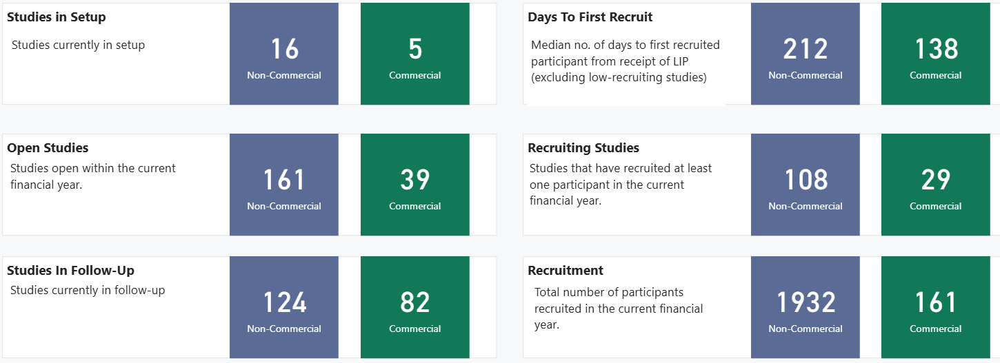 Studies in Setup
Studies currently in setup
16
Non-Commercial
5
Commercial
Days To First Recruit
Median no. of days to first recruited
participant from receipt of LIP
(excluding low-recruiting studies)
212
Non-Commercial
138
Commercial
Open Studies
Studies open within the current
financial year.
161
Non-Commercial
39
Commercial
Recruiting Studies
Studies that have recruited at least
one participant in the current
financial year.
108
Non-Commercial
29
Commercial
Studies In Follow-Up
Studies currently in follow-up
124
Non-Commercial
82
Commercial
Recruitment
Total number of participants
recruited in the current financial
year.
1932
Non-Commercial
161
Commercial